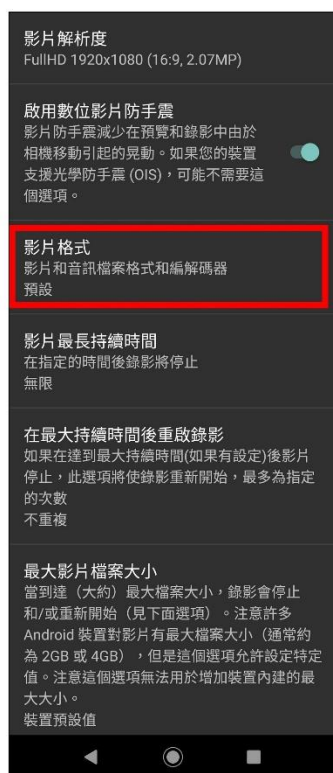 影片解析度
FullHD 1920x1080 (16:9, 2.07MP)
啟用數位影片防手震
影片防手震減少在預覽和錄影中由於
相機移動引起的晃動。如果您的裝置
支援光學防手震 (OIS)，可能不需要這
個選項。
影片格式
影片和音訊檔案格式和編解碼器
預設
影片最長持續時間
在指定的時間後錄影將停止
無限
在最大持續時間後重啟錄影
如果在達到最大持續時間(如果有設定)後影片
停止，此選項將使錄影重新開始，最多為指定
的次數
不重複
最大影片檔案大小
當到達（大約）最大檔案大小，錄影會停止
和/或重新開始（見下面選項）。注意許多
Android 裝置對影片有最大檔案大小（通常約
為 2GB 或 4GB），但是這個選項允許設定特定
值。注意這個選項無法用於增加裝置內建的最
大大小。
裝置預設值